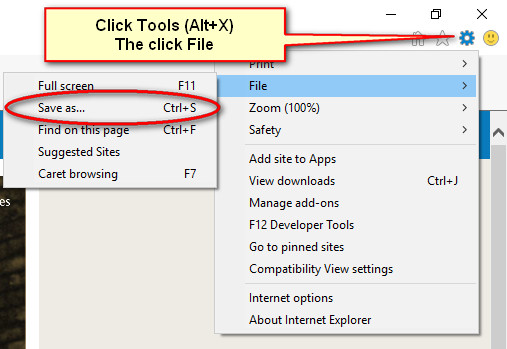 Click Tools (Alt+X)
The click File
Print
File
Zoom (100%)
Safety
Add site to Apps
View downloads Ctrl+J
Manage add-ons
F12 Developer Tools
Go to pinned sites
Compatibility View settings
Internet options
About Internet Explorer
Full screen F11
Save as... Ctrl+S
Find on this page Ctrl+F
Suggested Sites
Caret browsing F7
es